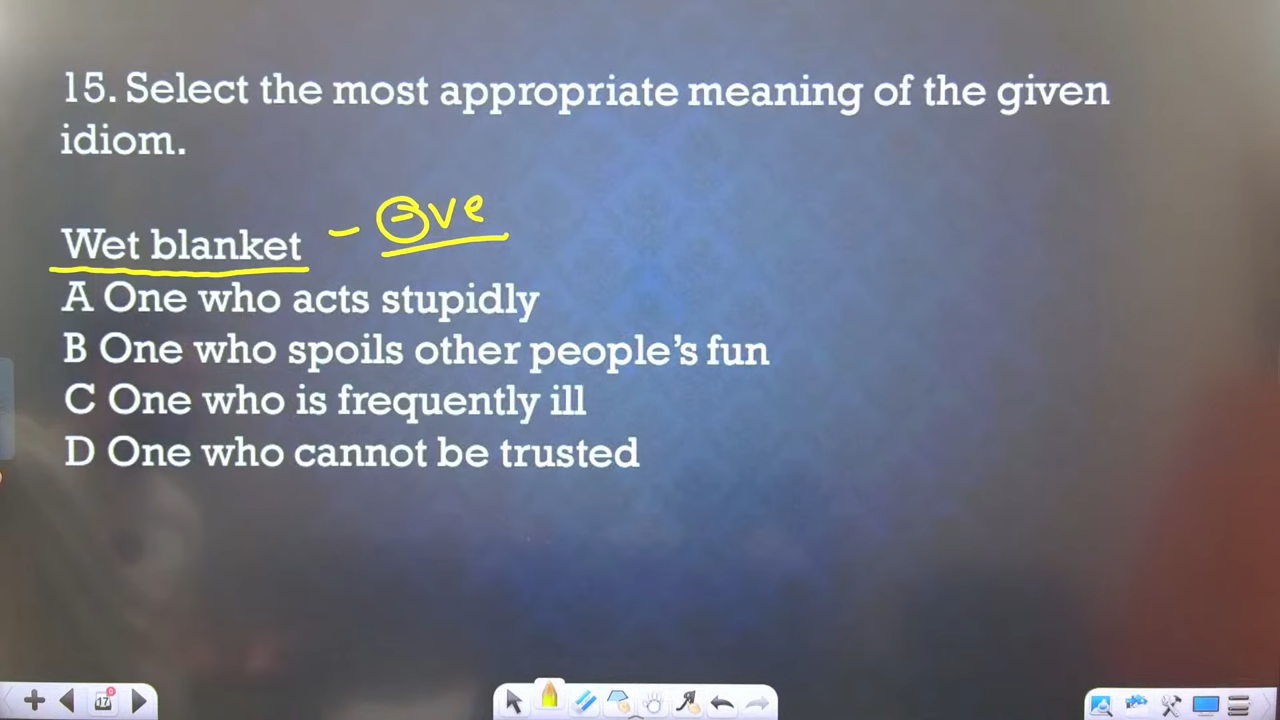 15. Select the most appropriate meaning of the given
idiom.
Wet blanket - -ve
A One who acts stupidly
B One who spoils other people's fun
C One who is frequently ill
D One who cannot be trusted
17